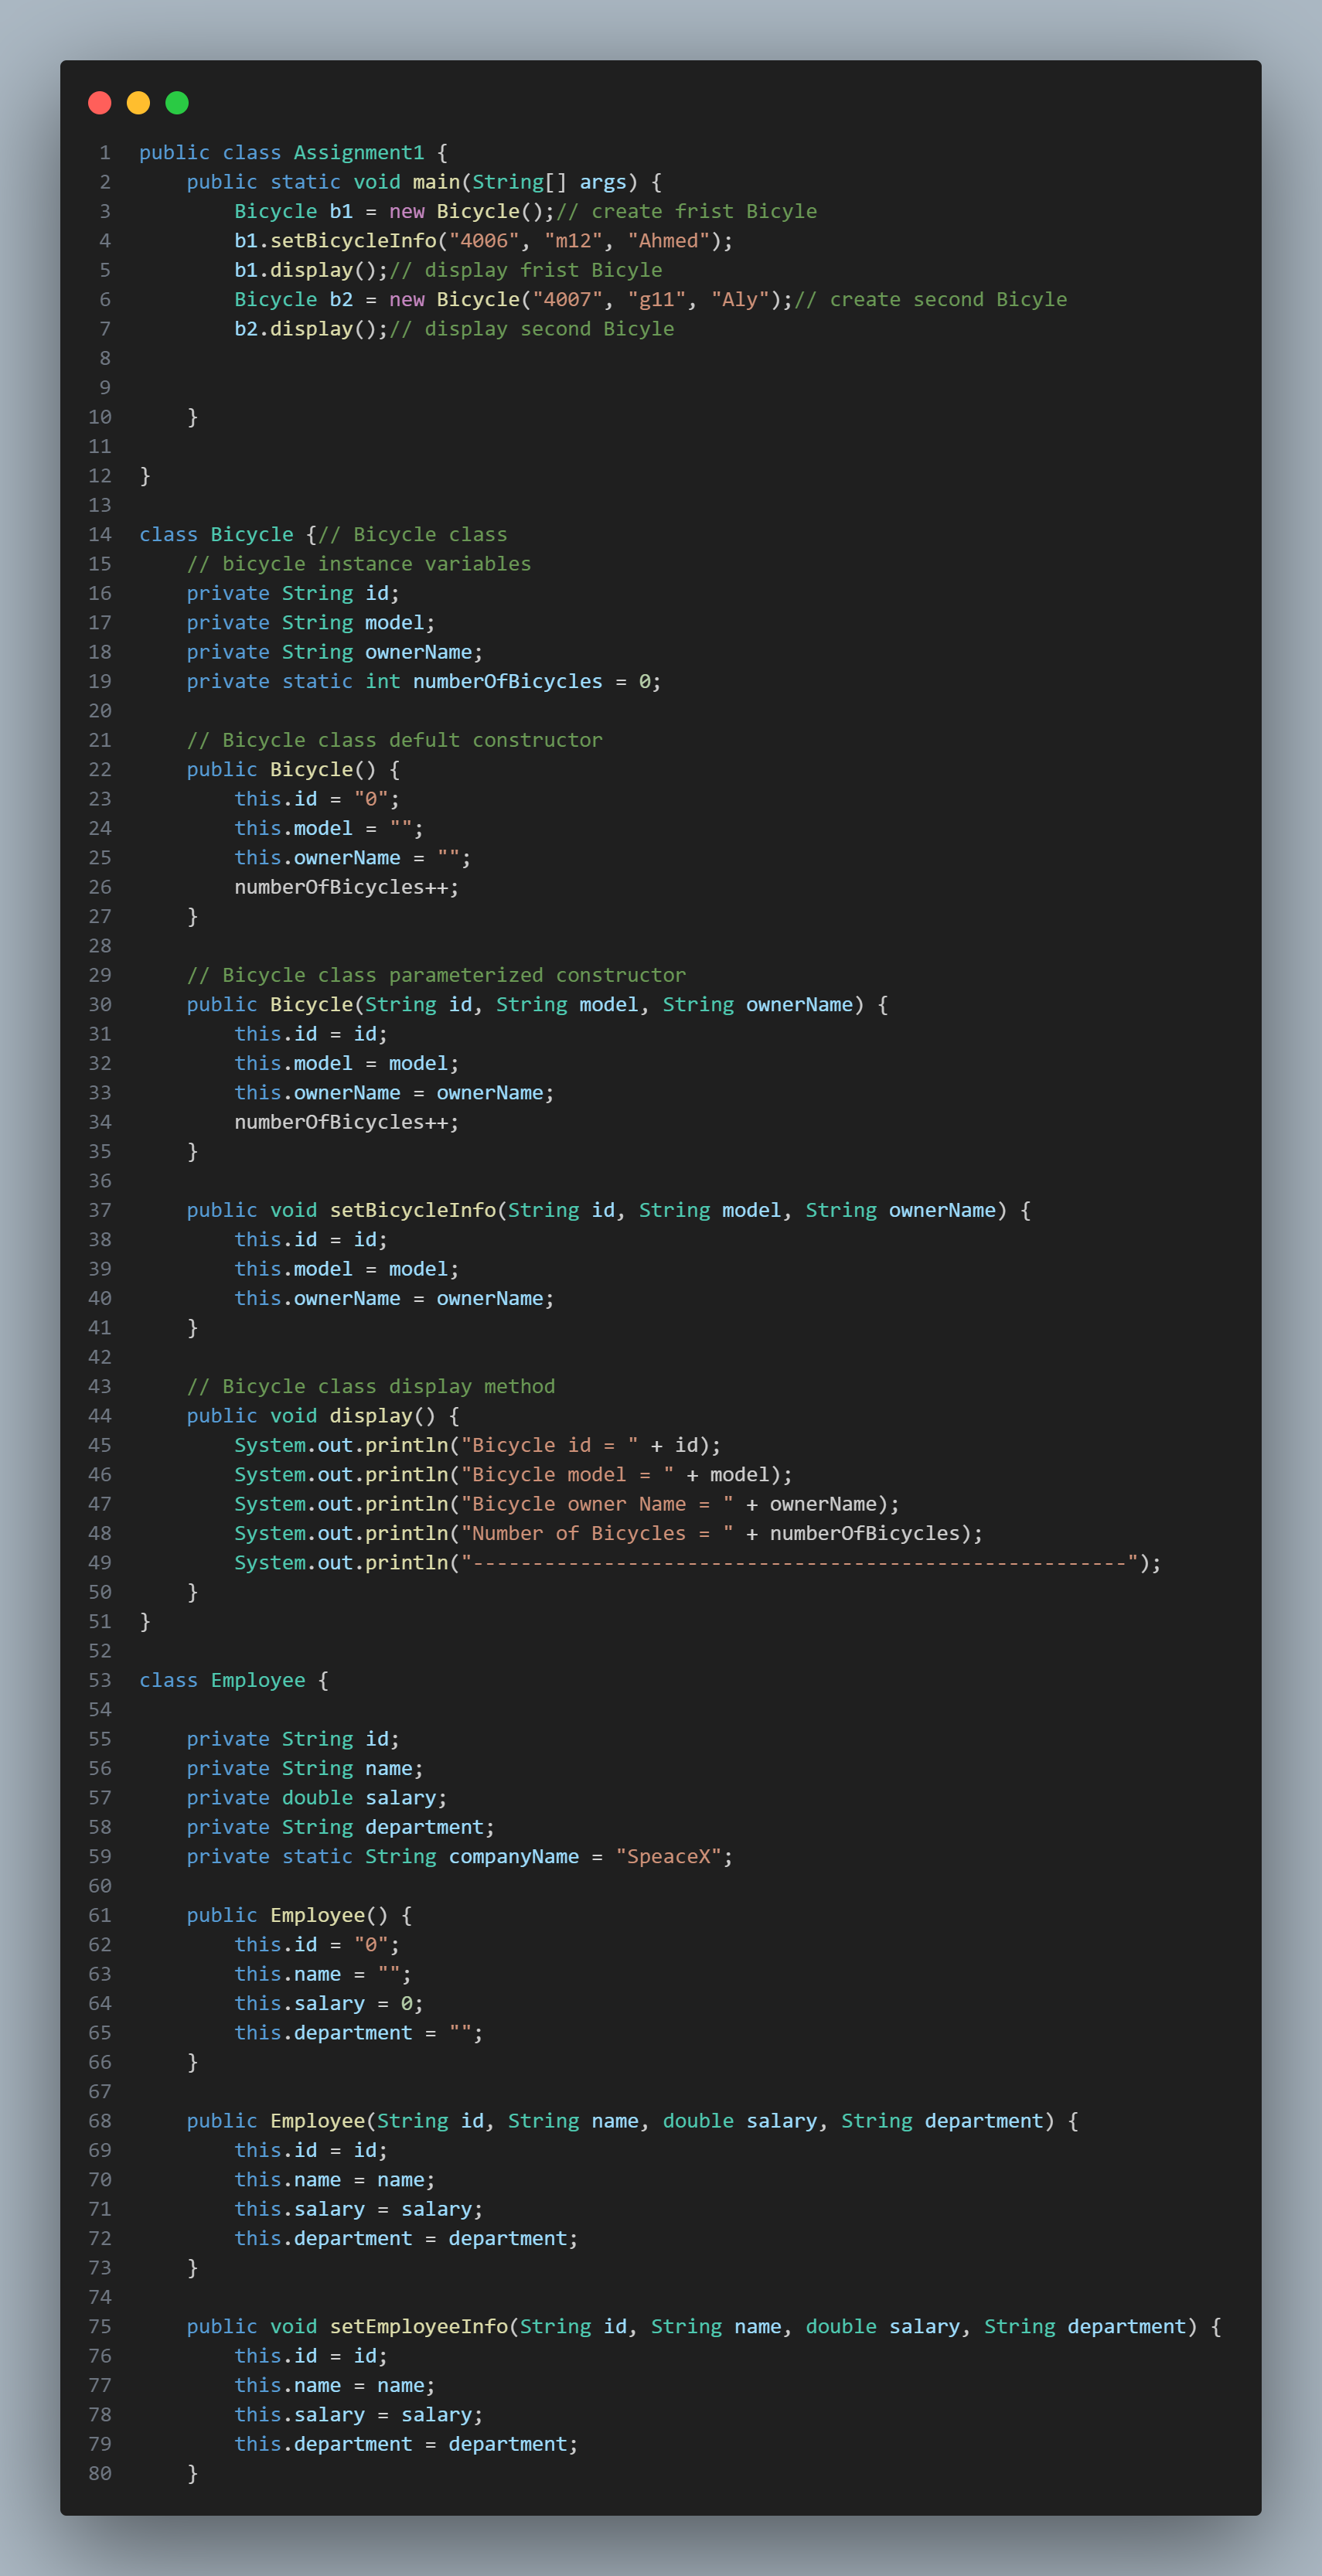 1 public class Assignment1 {
2     public static void main(String[] args) {
3         Bicycle b1 = new Bicycle();// create frist Bicyle
4         b1.setBicycleInfo("4006", "m12", "Ahmed");
5         b1.display();// display frist Bicyle
6         Bicycle b2 = new Bicycle("4007", "g11", "Aly");// create second Bicyle
7         b2.display();// display second Bicyle
8
9
10     }
11
12 }
13
14 class Bicycle {// Bicycle class
15     // bicycle instance variables
16     private String id;
17     private String model;
18     private String ownerName;
19     private static int numberOfBicycles = 0;
20
21     // Bicycle class defult constructor
22     public Bicycle() {
23         this.id = "0";
24         this.model = "";
25         this.ownerName = "";
26         numberOfBicycles++;
27     }
28
29     // Bicycle class parameterized constructor
30     public Bicycle(String id, String model, String ownerName) {
31         this.id = id;
32         this.model = model;
33         this.ownerName = ownerName;
34         numberOfBicycles++;
35     }
36
37     public void setBicycleInfo(String id, String model, String ownerName) {
38         this.id = id;
39         this.model = model;
40         this.ownerName = ownerName;
41     }
42
43     // Bicycle class display method
44     public void display() {
45         System.out.println("Bicycle id = " + id);
46         System.out.println("Bicycle model = " + model);
47         System.out.println("Bicycle owner Name = " + ownerName);
48         System.out.println("Number of Bicycles = " + numberOfBicycles);
49         System.out.println("-------------------------------------------------------");
50     }
51 }
52
53 class Employee {
54
55     private String id;
56     private String name;
57     private double salary;
58     private String department;
59     private static String companyName = "SpeaceX";
60
61     public Employee() {
62         this.id = "0";
63         this.name = "";
64         this.salary = 0;
65         this.department = "";
66     }
67
68     public Employee(String id, String name, double salary, String department) {
69         this.id = id;
70         this.name = name;
71         this.salary = salary;
72         this.department = department;
73     }
74
75     public void setEmployeeInfo(String id, String name, double salary, String department) {
76         this.id = id;
77         this.name = name;
78         this.salary = salary;
79         this.department = department;
80     }